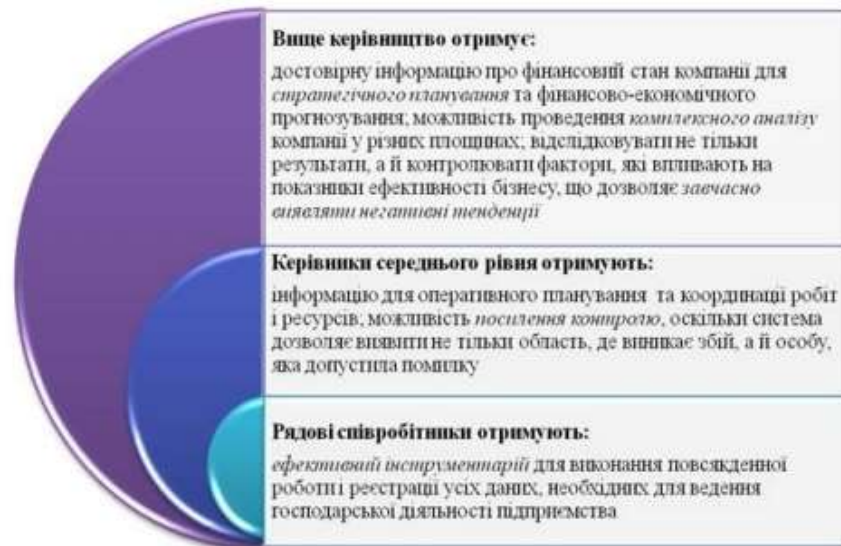 Вище керівництво отримує:
достовірну інформацію про фінансовий стан компанії для
стратегічного планування та фінансово-економічного
прогнозування; можливість проведення комплексного аналізу
компанії у різних площинах; відслідковувати не тільки
результати, а й контролювати фактори, які впливають на
показники ефективності бізнесу, що дозволяє завчасно
виявляти негативні тенденції
Керівники середнього рівня отримують:
інформацію для оперативного планування та координації робіт
і ресурсів; можливість посилення контролю, оскільки система
дозволяє виявити не тільки область, де виникає збій, а й особу,
яка допустила помилку
Рядові співробітники отримують:
ефективний інструментарій для виконання повсякденної
роботи і реєстрації усіх даних, необхідних для ведення
господарської діяльності підприємства